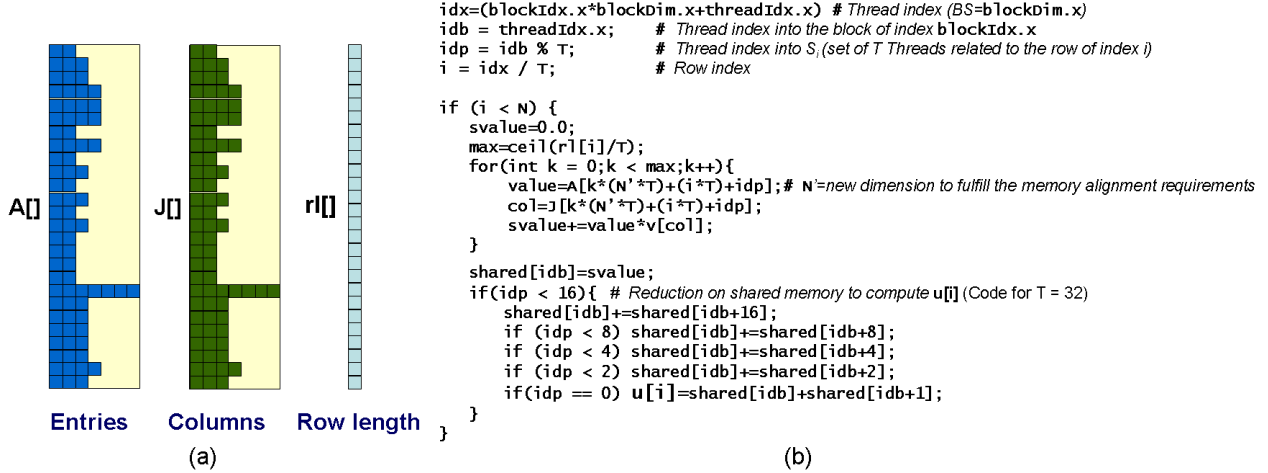 A[]
J[]
rl[]
Entries
Columns
Row length
(a)
idx=(blockIdx.x*blockDim.x+threadIdx.x) # Thread index (BS=blockDim.x)
idb = threadIdx.x; # Thread index into the block of index blockIdx.x
idp = idb % T; # Thread index into Si (set of T Threads related to the row of index i)
i = idx / T; # Row index
if (i < N) {
svalue=0.0;
max=ceil(rl[i]/T);
for(int k = 0;k < max;k++){
value=A[k*(N'*T)+(i*T)+idp];# N'=new dimension to fulfill the memory alignment requirements
col=J[k*(N'*T)+(i*T)+idp];
svalue+=value*v[col];
}
shared[idb]=svalue;
if(idp < 16){ # Reduction on shared memory to compute u[i] (Code for T = 32)
shared[idb]+=shared[idb+16];
if (idp < 8) shared[idb]+=shared[idb+8];
if (idp < 4) shared[idb]+=shared[idb+4];
if (idp < 2) shared[idb]+=shared[idb+2];
if(idp == 0) u[i]=shared[idb]+shared[idb+1];
}
}
(b)